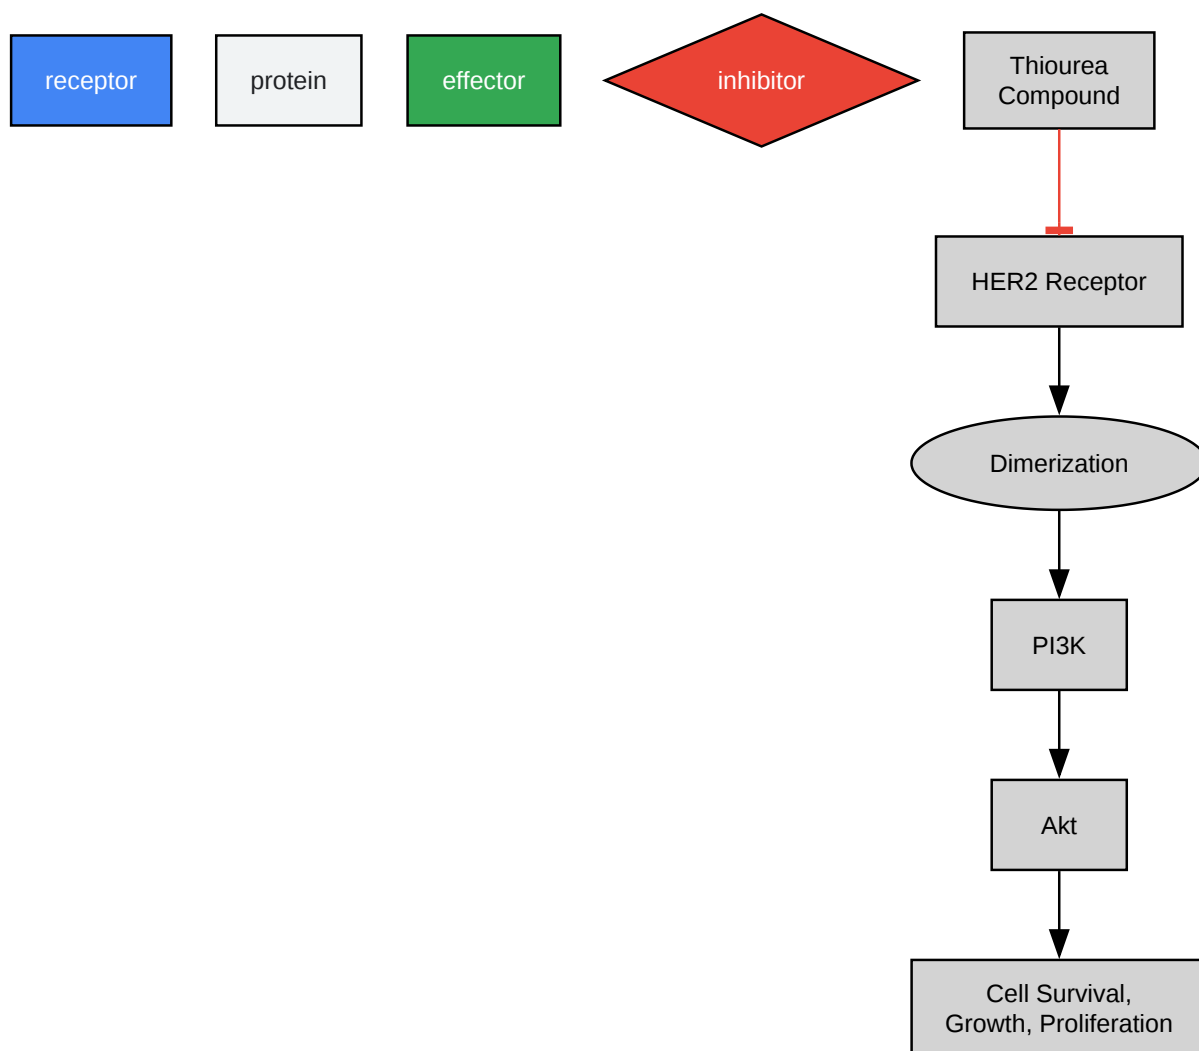 receptor
protein
effector
inhibitor
Thiourea
Compound
HER2 Receptor
Dimerization
PI3K
Akt
Cell Survival,
Growth, Proliferation